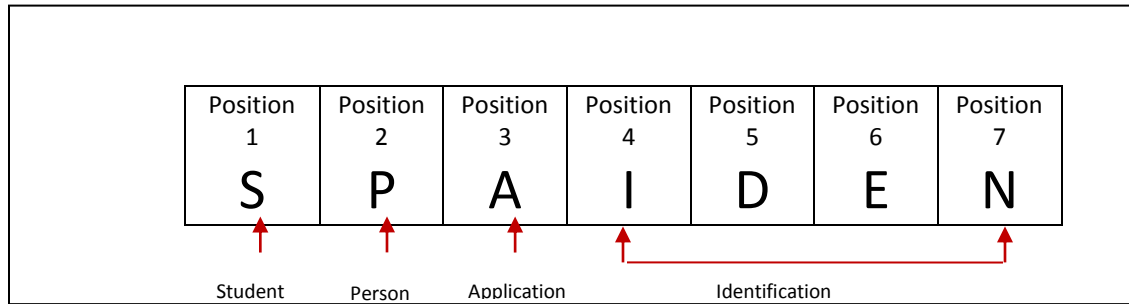 Position 1 Position 2 Position 3 Position 4 Position 5 Position 6 Position 7
S P A I D E N
Student Person Application Identification